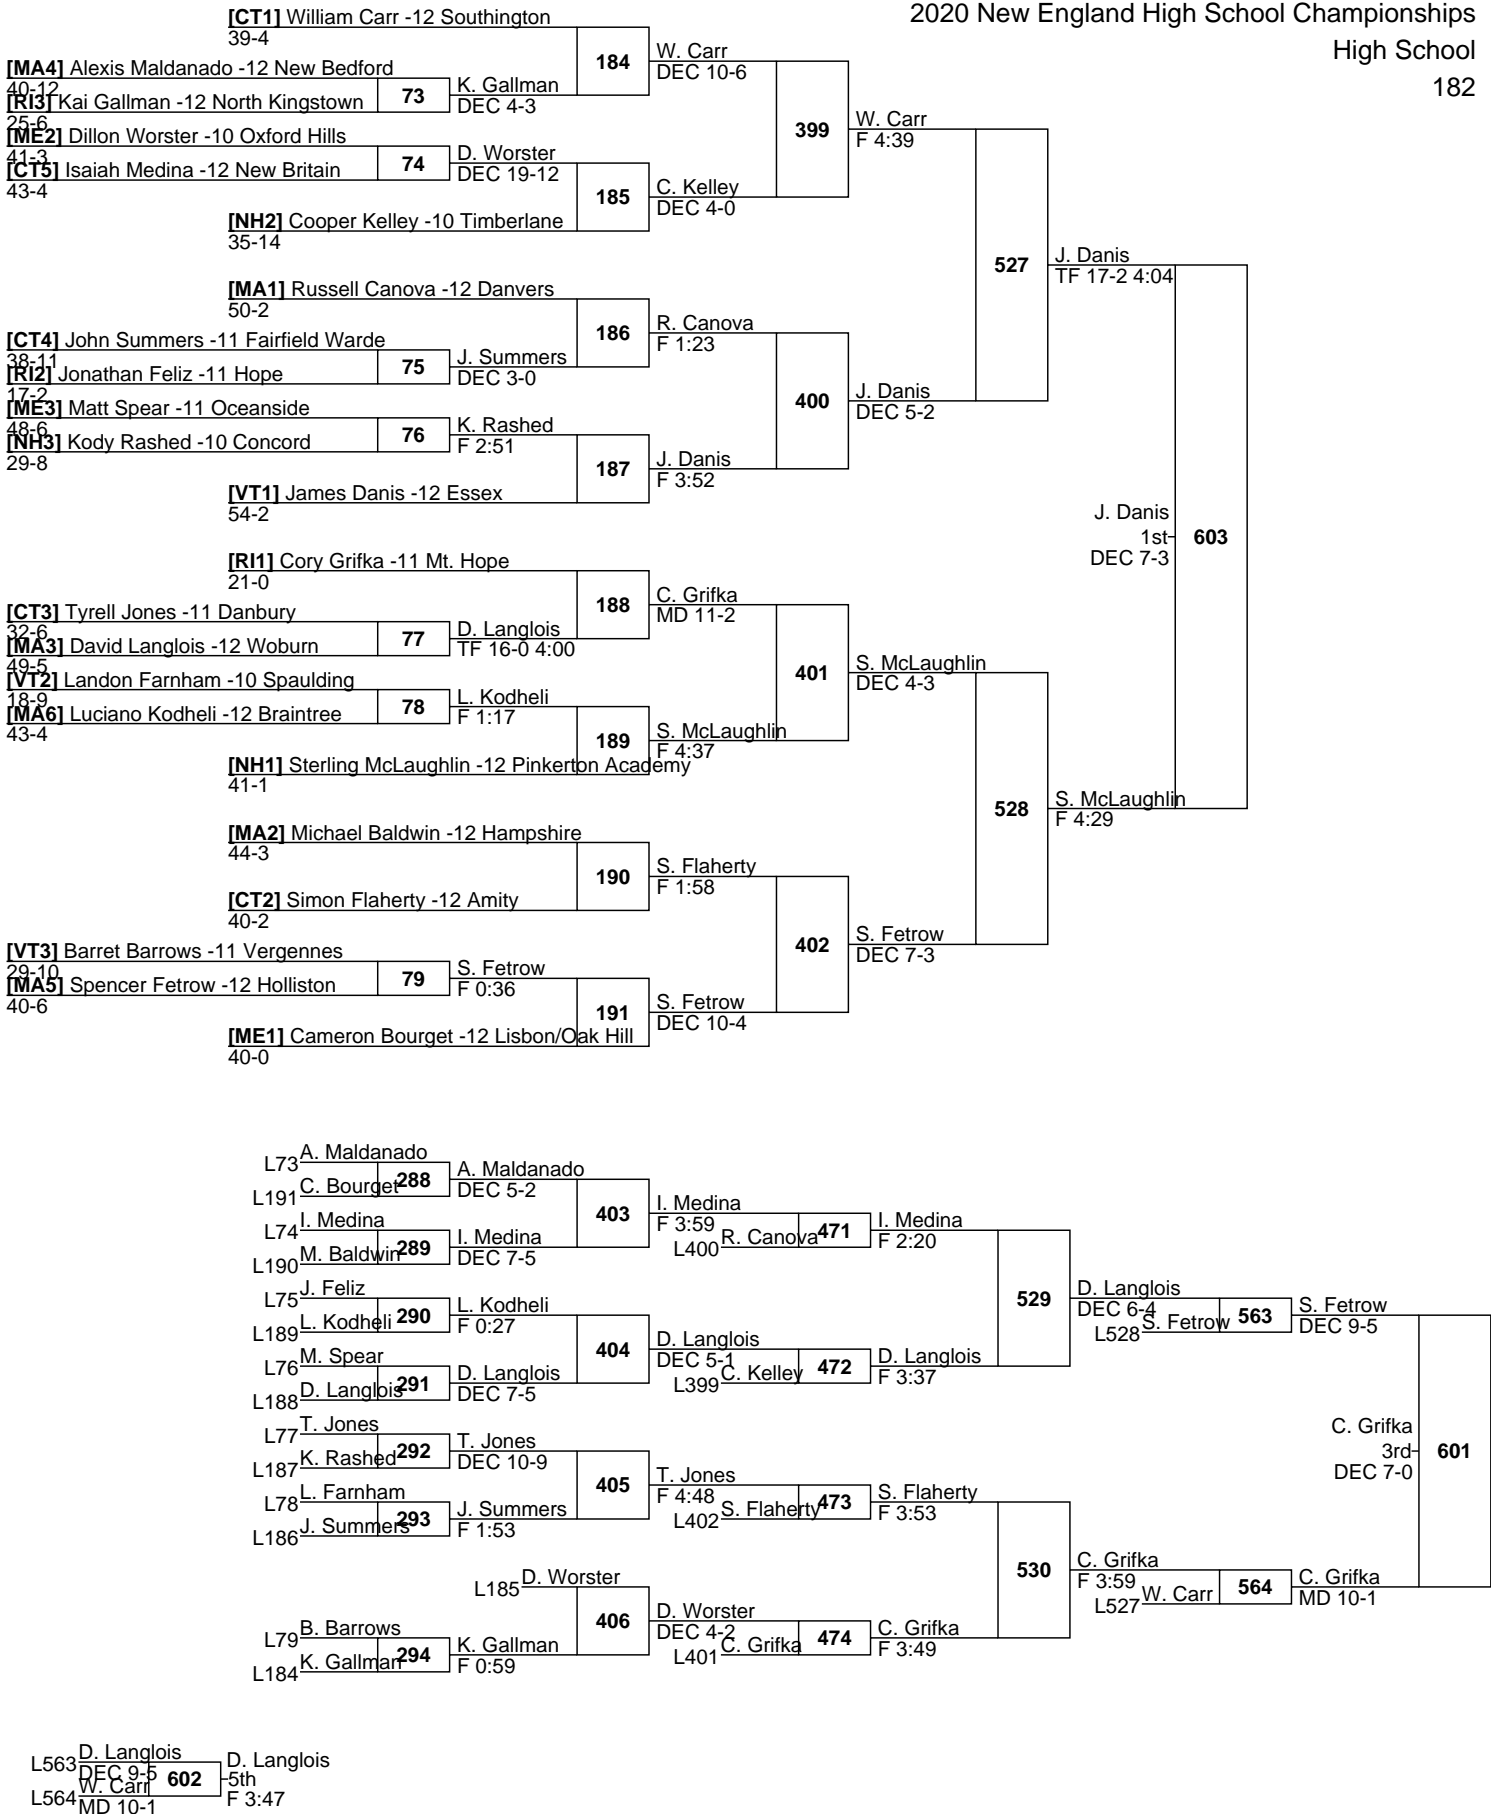 2020 New England High School Championships
High School
182
[CT1] William Carr -12 Southington
39-4
184
W. Carr
DEC 10-6
[MA4] Alexis Maldanado -12 New Bedford
40-12
[RI3] Kai Gallman -12 North Kingstown
25-6
73
K. Gallman
DEC 4-3
399
W. Carr
F 4:39
[ME2] Dillon Worster -10 Oxford Hills
41-3
[CT5] Isaiah Medina -12 New Britain
43-4
74
D. Worster
DEC 19-12
185
C. Kelley
DEC 4-0
[NH2] Cooper Kelley -10 Timberlane
35-14
527
J. Danis
TF 17-2 4:04
[MA1] Russell Canova -12 Danvers
50-2
186
R. Canova
F 1:23
[CT4] John Summers -11 Fairfield Warde
38-11
[RI2] Jonathan Feliz -11 Hope
17-2
75
J. Summers
DEC 3-0
400
J. Danis
DEC 5-2
[ME3] Matt Spear -11 Oceanside
48-6
[NH3] Kody Rashed -10 Concord
29-8
76
K. Rashed
F 2:51
187
J. Danis
F 3:52
[VT1] James Danis -12 Essex
54-2
J. Danis
1st
DEC 7-3
603
[RI1] Cory Grifka -11 Mt. Hope
21-0
188
C. Grifka
MD 11-2
[CT3] Tyrell Jones -11 Danbury
32-6
[MA3] David Langlois -12 Woburn
49-5
77
D. Langlois
TF 16-0 4:00
401
S. McLaughlin
DEC 4-3
[VT2] Landon Farnham -10 Spaulding
18-9
[MA6] Luciano Kodheli -12 Braintree
43-4
78
L. Kodheli
F 1:17
189
S. McLaughlin
F 4:37
[NH1] Sterling McLaughlin -12 Pinkerton Academy
41-1
528
S. McLaughlin
F 4:29
[MA2] Michael Baldwin -12 Hampshire
44-3
190
S. Flaherty
F 1:58
[CT2] Simon Flaherty -12 Amity
40-2
402
S. Fetrow
DEC 7-3
[VT3] Barret Barrows -11 Vergennes
29-10
[MA5] Spencer Fetrow -12 Holliston
40-6
79
S. Fetrow
F 0:36
191
S. Fetrow
DEC 10-4
[ME1] Cameron Bourget -12 Lisbon/Oak Hill
40-0
L73 A. Maldanado
L191 C. Bourget
288
A. Maldanado
DEC 5-2
403
I. Medina
F 3:59
L74 I. Medina
L190 M. Baldwin
289
I. Medina
DEC 7-5
L400 R. Canova
471
I. Medina
F 2:20
L75 J. Feliz
L189 L. Kodheli
290
L. Kodheli
F 0:27
529
D. Langlois
DEC 6-4
L528 S. Fetrow
563
S. Fetrow
DEC 9-5
404
D. Langlois
DEC 5-1
L76 M. Spear
L188 D. Langlois
291
D. Langlois
DEC 7-5
L399 C. Kelley
472
D. Langlois
F 3:37
L77 T. Jones
L187 K. Rashed
292
T. Jones
DEC 10-9
C. Grifka
3rd
DEC 7-0
601
405
T. Jones
F 4:48
L78 L. Farnham
L186 J. Summers
293
J. Summers
F 1:53
L402 S. Flaherty
473
S. Flaherty
F 3:53
530
C. Grifka
F 3:59
L527 W. Carr
564
C. Grifka
MD 10-1
L185 D. Worster
406
D. Worster
DEC 4-2
L79 B. Barrows
L184 K. Gallman
294
K. Gallman
F 0:59
L401 C. Grifka
474
C. Grifka
F 3:49
L563 D. Langlois
DEC 9-5
L564 W. Carr
MD 10-1
602
D. Langlois
5th
F 3:47